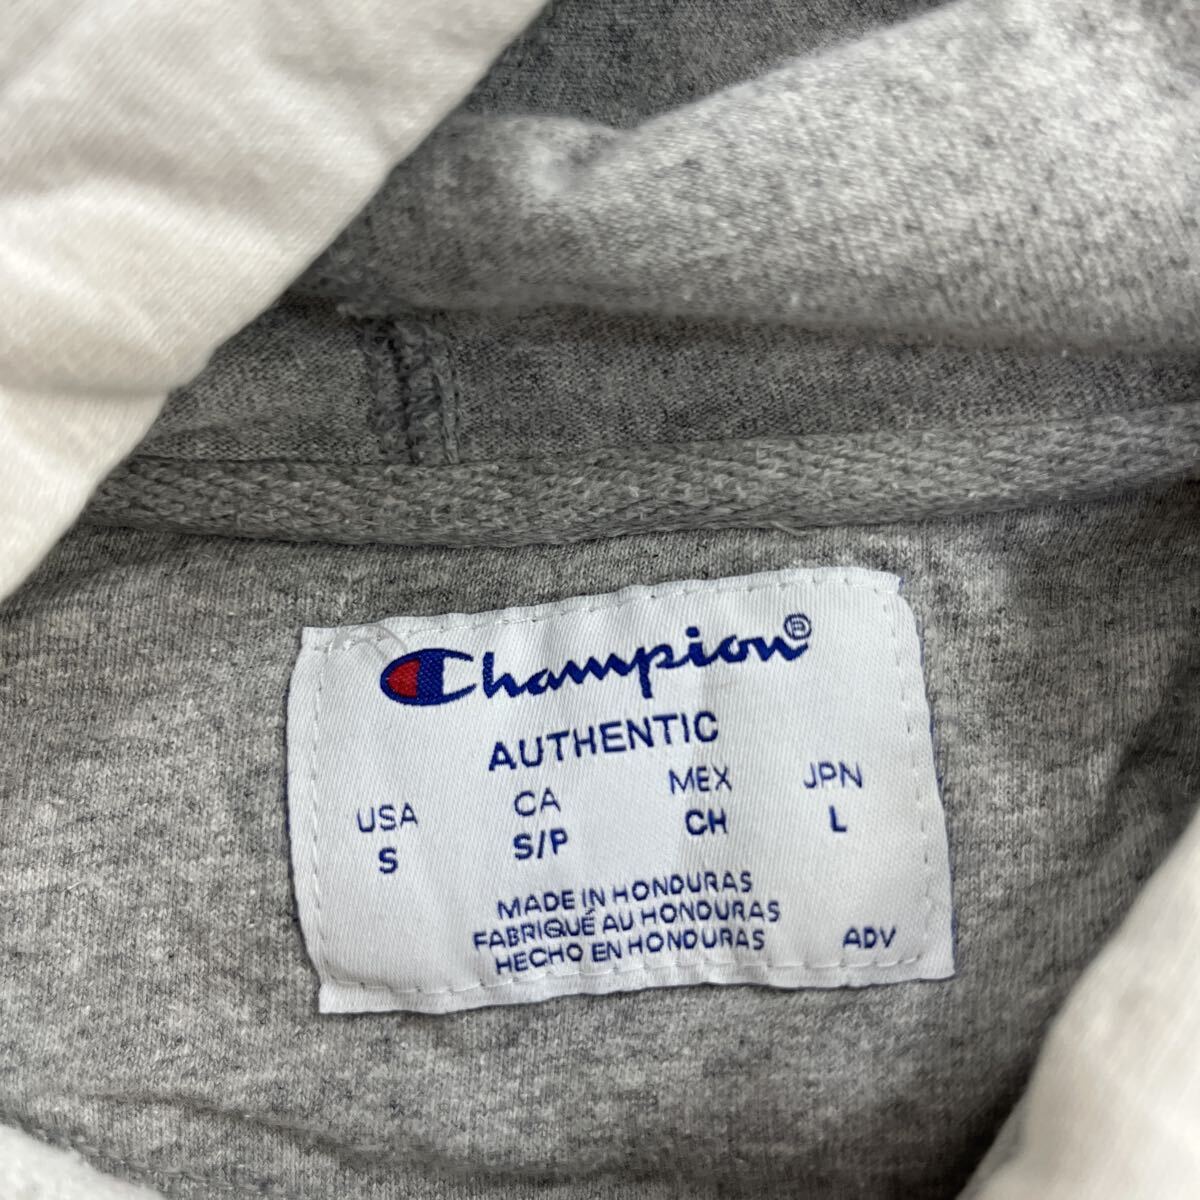 Champion®
AUTHENTIC
USA CA MEX JPN
S S/P CH L
MADE IN HONDURAS
FABRIQUÉ AU HONDURAS
HECHO EN HONDURAS ADV